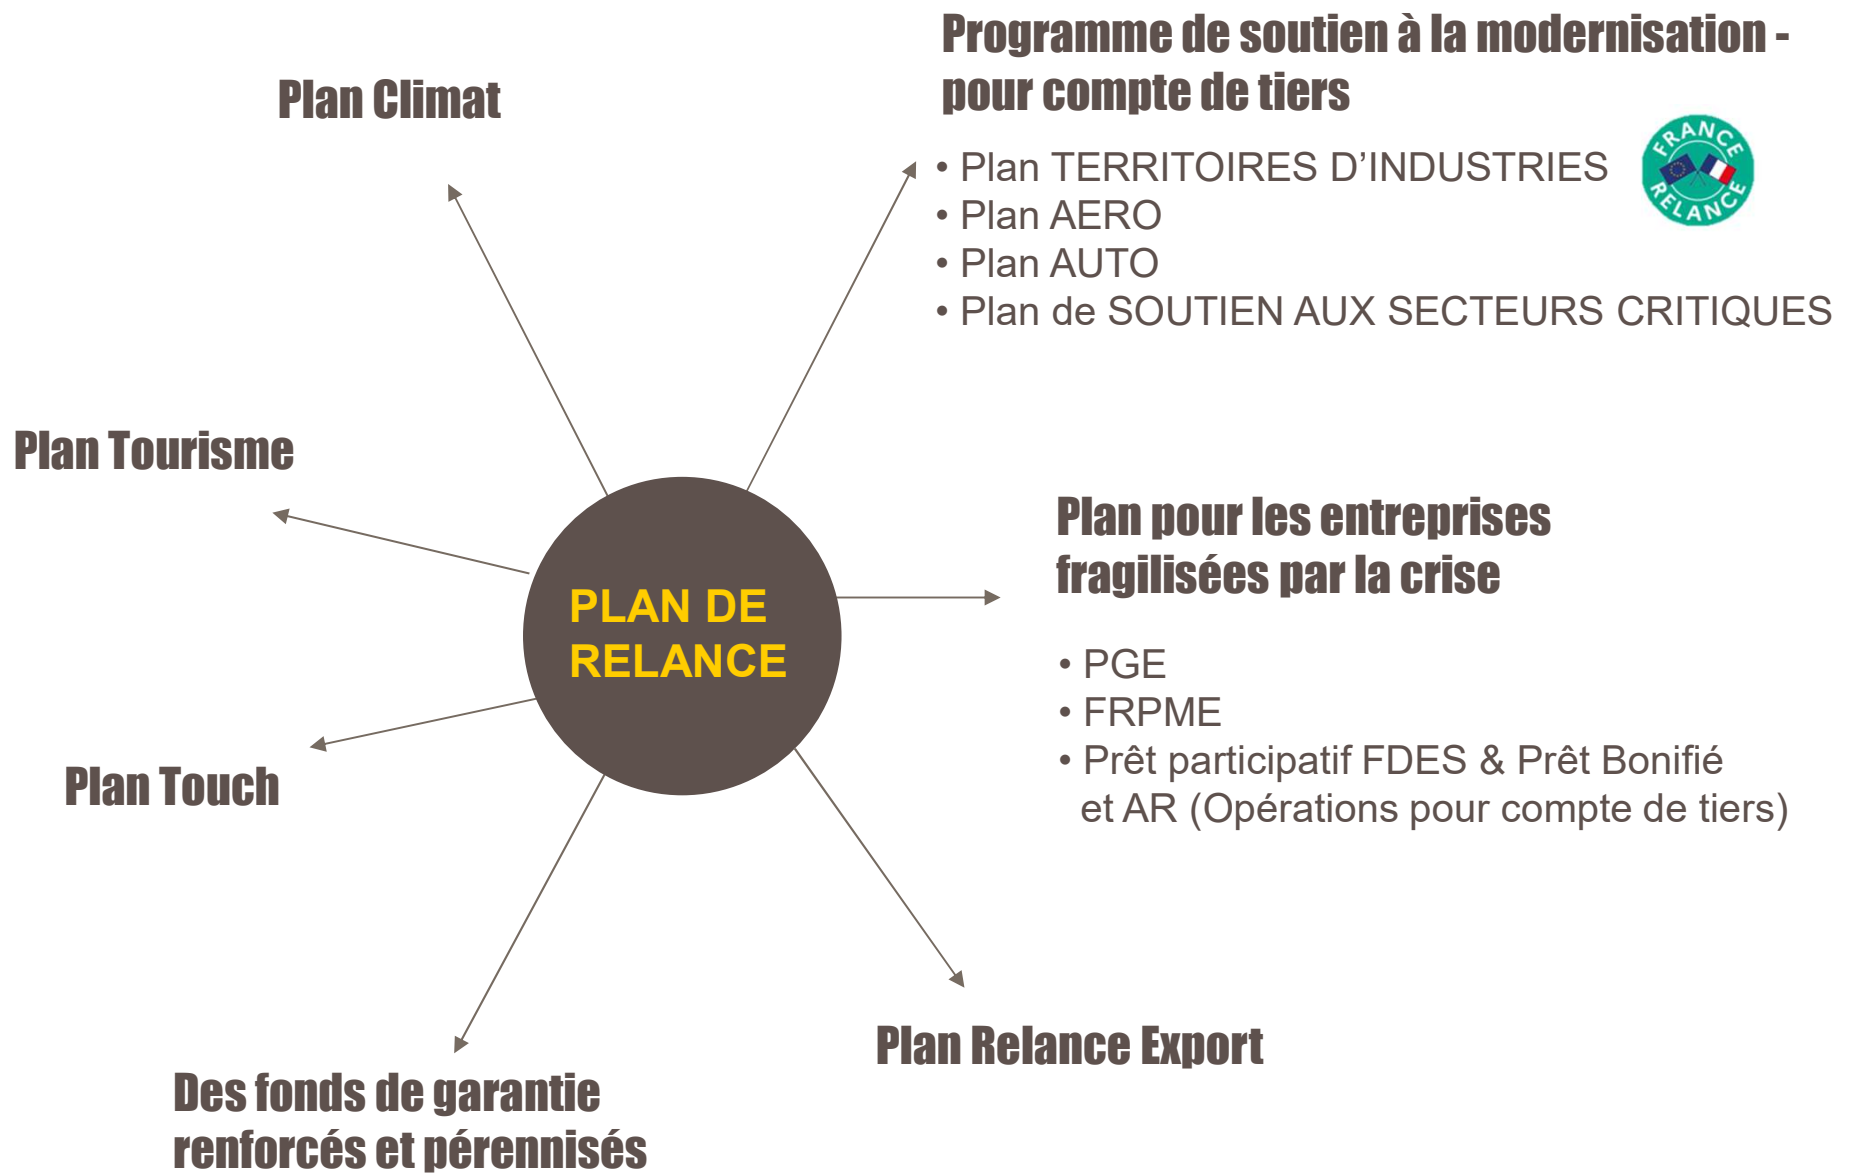 Programme de soutien à la modernisation -
pour compte de tiers
FRANCE
RELANCE
• Plan TERRITOIRES D’INDUSTRIES
• Plan AERO
• Plan AUTO
• Plan de SOUTIEN AUX SECTEURS CRITIQUES
Plan Climat
Plan Tourisme
PLAN DE
RELANCE
Plan pour les entreprises
fragilisées par la crise
• PGE
• FRPME
• Prêt participatif FDES & Prêt Bonifié
et AR (Opérations pour compte de tiers)
Plan Touch
Plan Relance Export
Des fonds de garantie
renforcés et pérennisés